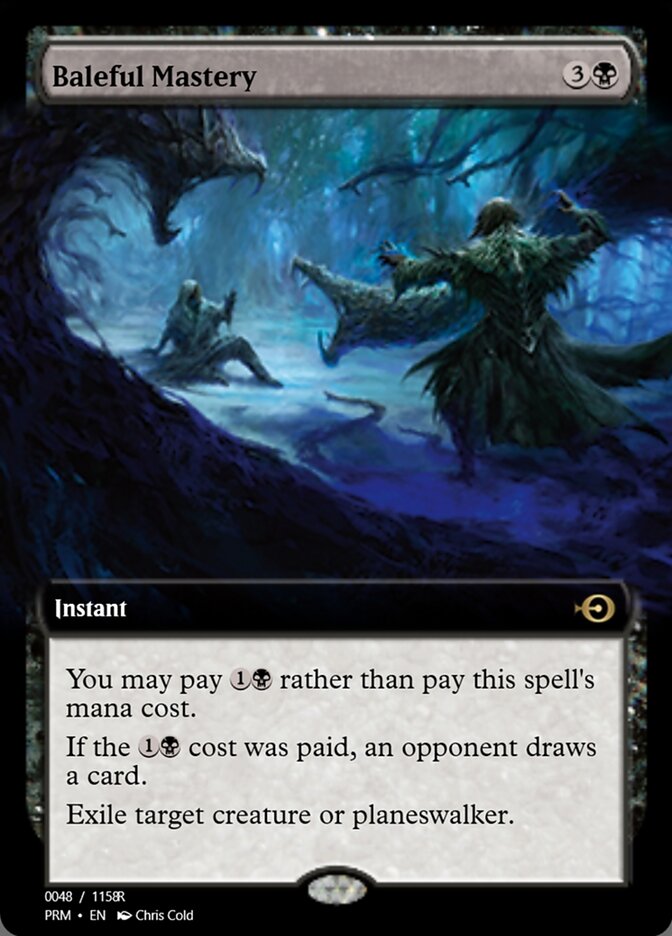 Baleful Mastery
3
Instant
You may pay 1 rather than pay this spell's
mana cost.
If the 1 cost was paid, an opponent draws
a card.
Exile target creature or planeswalker.
0048 / 1158R
PRM • EN Chris Cold